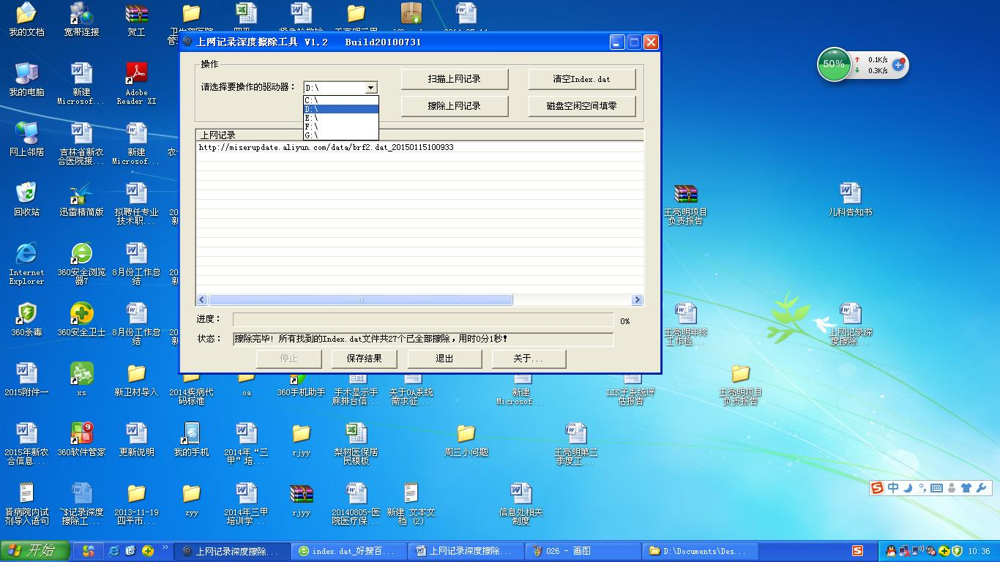 我的文档
宽带连接
贺工
上网记录深度擦除工具 V1.2 Build20100731
操作
请选择要操作的驱动器：
D:\
C:\
D:\
E:\
F:\
G:\
扫描上网记录
清空Index.dat
擦除上网记录
磁盘空闲空间填零
上网记录
http://miserupdate.aliyun.com/data/brf2.dat_20150115100933
进度：
0%
状态：
擦除完毕！所有找到的Index.dat文件共27个已全部擦除，用时0分1秒！
停止
保存结果
退出
关于...
50%
0.1K/s
0.3K/s
我的电脑
新建
Microsof...
Adobe
Reader XI
网上邻居
吉林省新农
合医院接...
新建
Microsof...
回收站
迅雷精简版
拟聘任专业
技术职...
王亮明项目
负责报告
儿科告知书
Internet
Explorer
360安全浏览
器7
8月份工作总
结
360杀毒
360安全卫士
8月份工作总
结
王亮明年终
工作检...
上网记录深
度擦除...
2015附件一
xs
新卫材导入
2014疾病代
码标准
oa
360手机助手
手术显示手
麻排台信...
关于OA系统
需求征...
新建
Microsof...
LIS子系统评
估报告
王亮明项目
负责报告
2015年新农
合信息...
9
360软件管家
更新说明
我的手机
2014年“三
甲”培...
rjyy
梨树医保居
民模板
周三小问题
王亮明第三
季度工...
肾病院内试
剂导入语句
~$记录深度
擦除工...
2013-11-19
四平市...
zyy
2014年三甲
培训学...
rjyy
20140805-医
院医疗保...
新建 文本文
档 (2)
信息处相关
制度
中
开始
上网记录深度擦除...
index.dat_好搜百...
上网记录深度擦除...
026 - 画图
D:\Documents\Des...
10:36